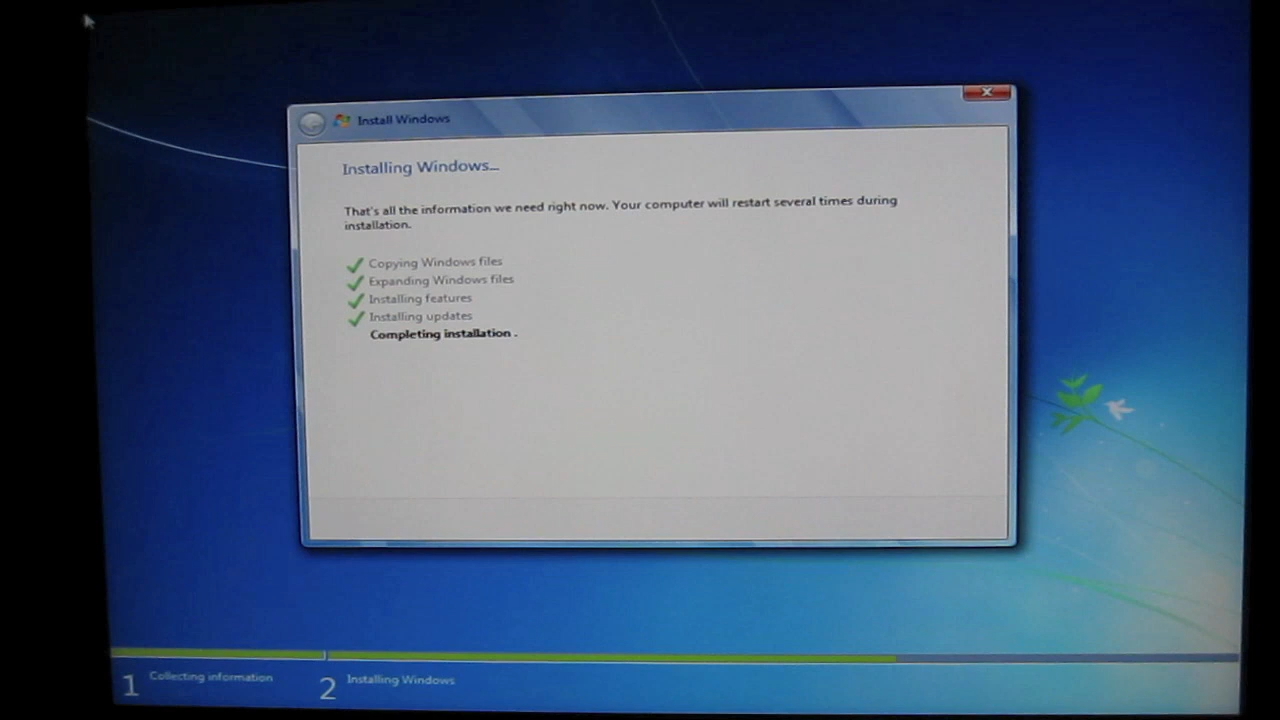 Install Windows
Installing Windows...
That's all the information we need right now. Your computer will restart several times during
installation.
Copying Windows files
Expanding Windows files
Installing features
Installing updates
Completing installation .
1 Collecting information
2 Installing Windows